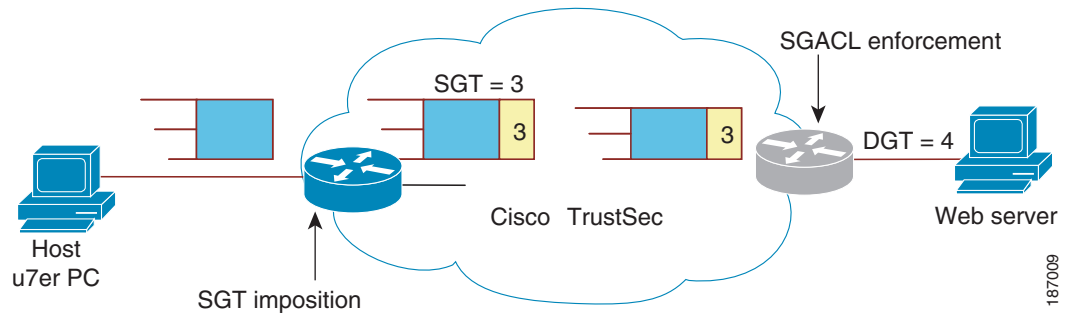 SGACL enforcement
SGT = 3
3
3
DGT = 4
Cisco TrustSec
Web server
Host
u7er PC
SGT imposition
187009